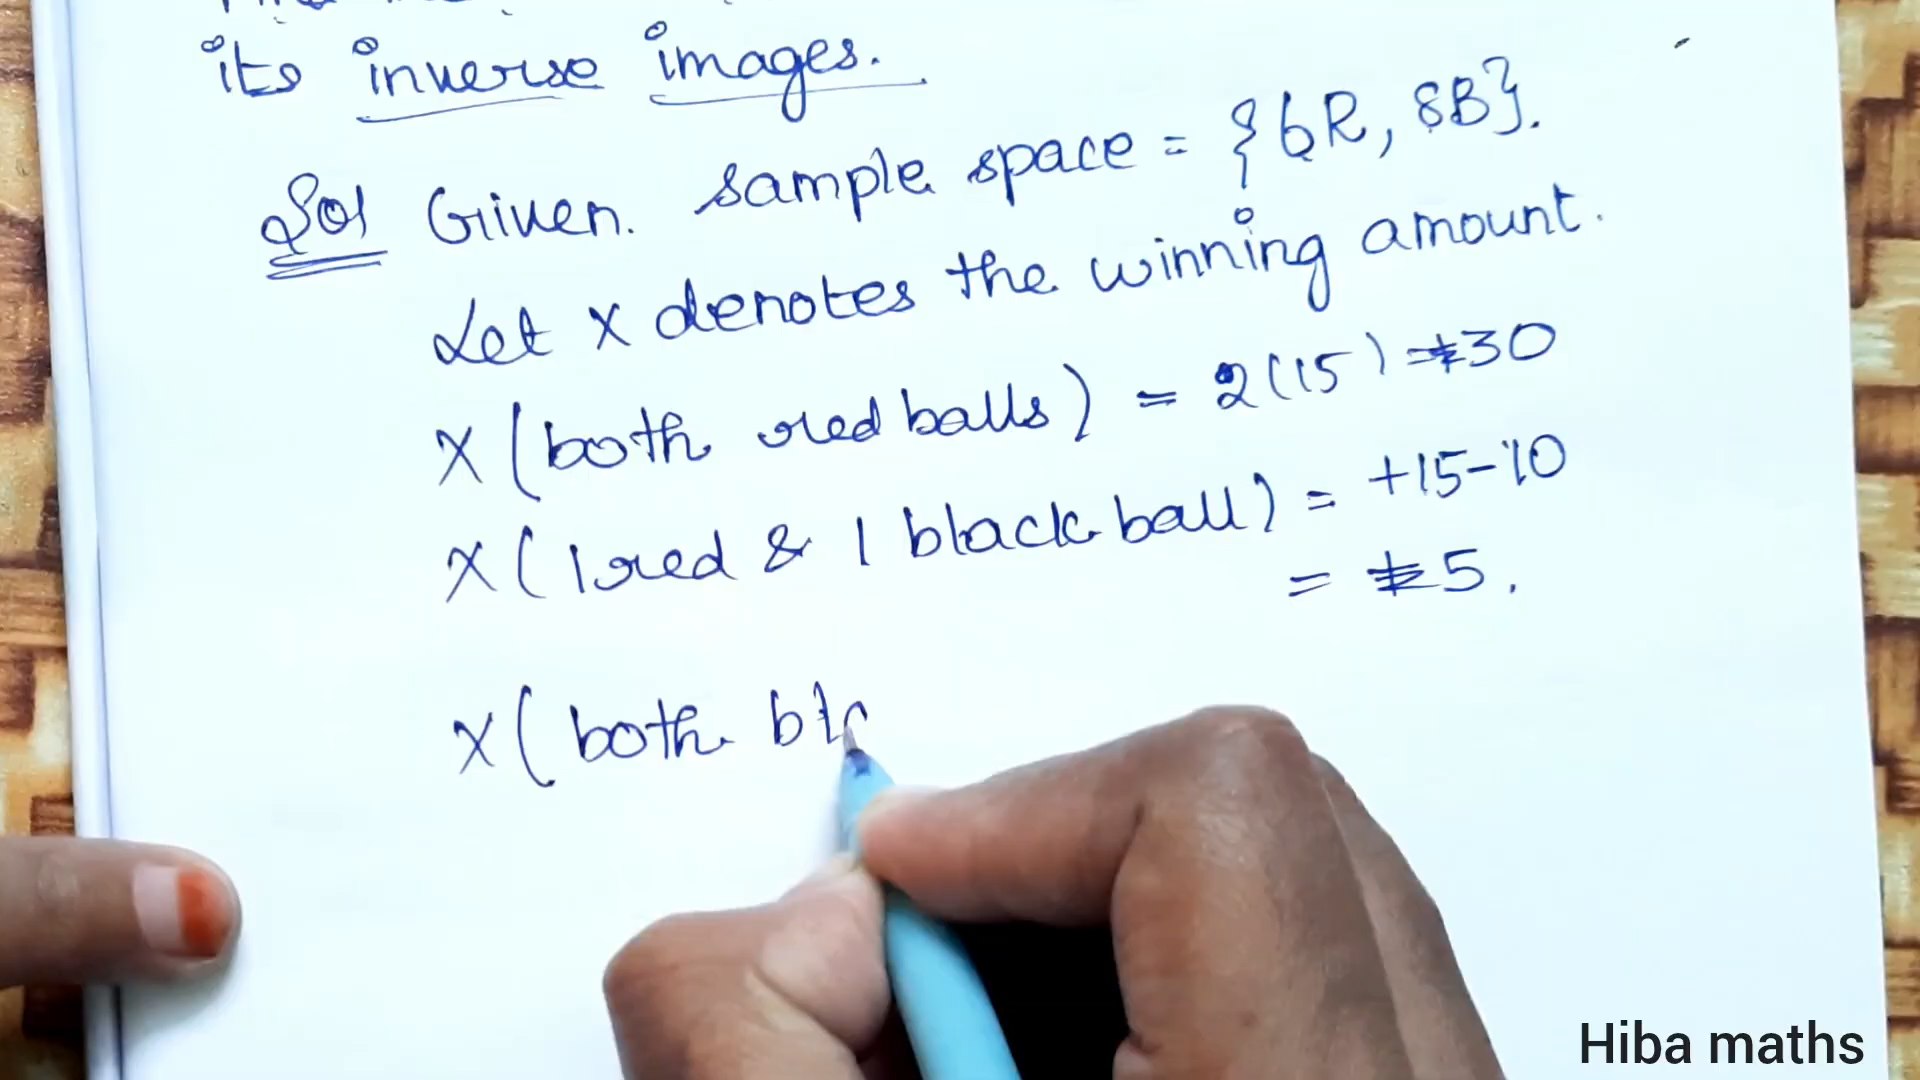 its inverse images.
Sol Given. sample space = {6R, 8B}.
Let X denotes the winning amount.
X (both red balls) = 2(15) = ₹30
X (1 red & 1 black ball) = +15-10
= ₹5.
X (both bla
Hiba maths